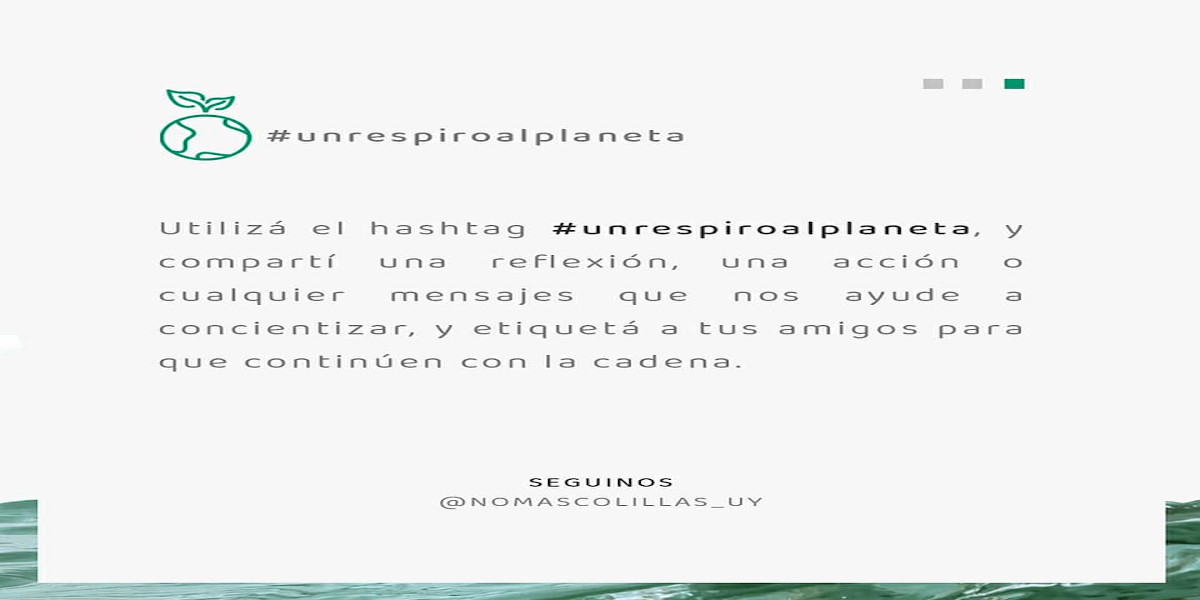 #unrespiroalplaneta
Utilizá el hashtag #unrespiroalplaneta, y
compartí una reflexión, una acción o
cualquier mensajes que nos ayude a
concientizar, y etiquetá a tus amigos para
que continúen con la cadena.
SEGUINOS
@NOMASCOLILLAS_UY